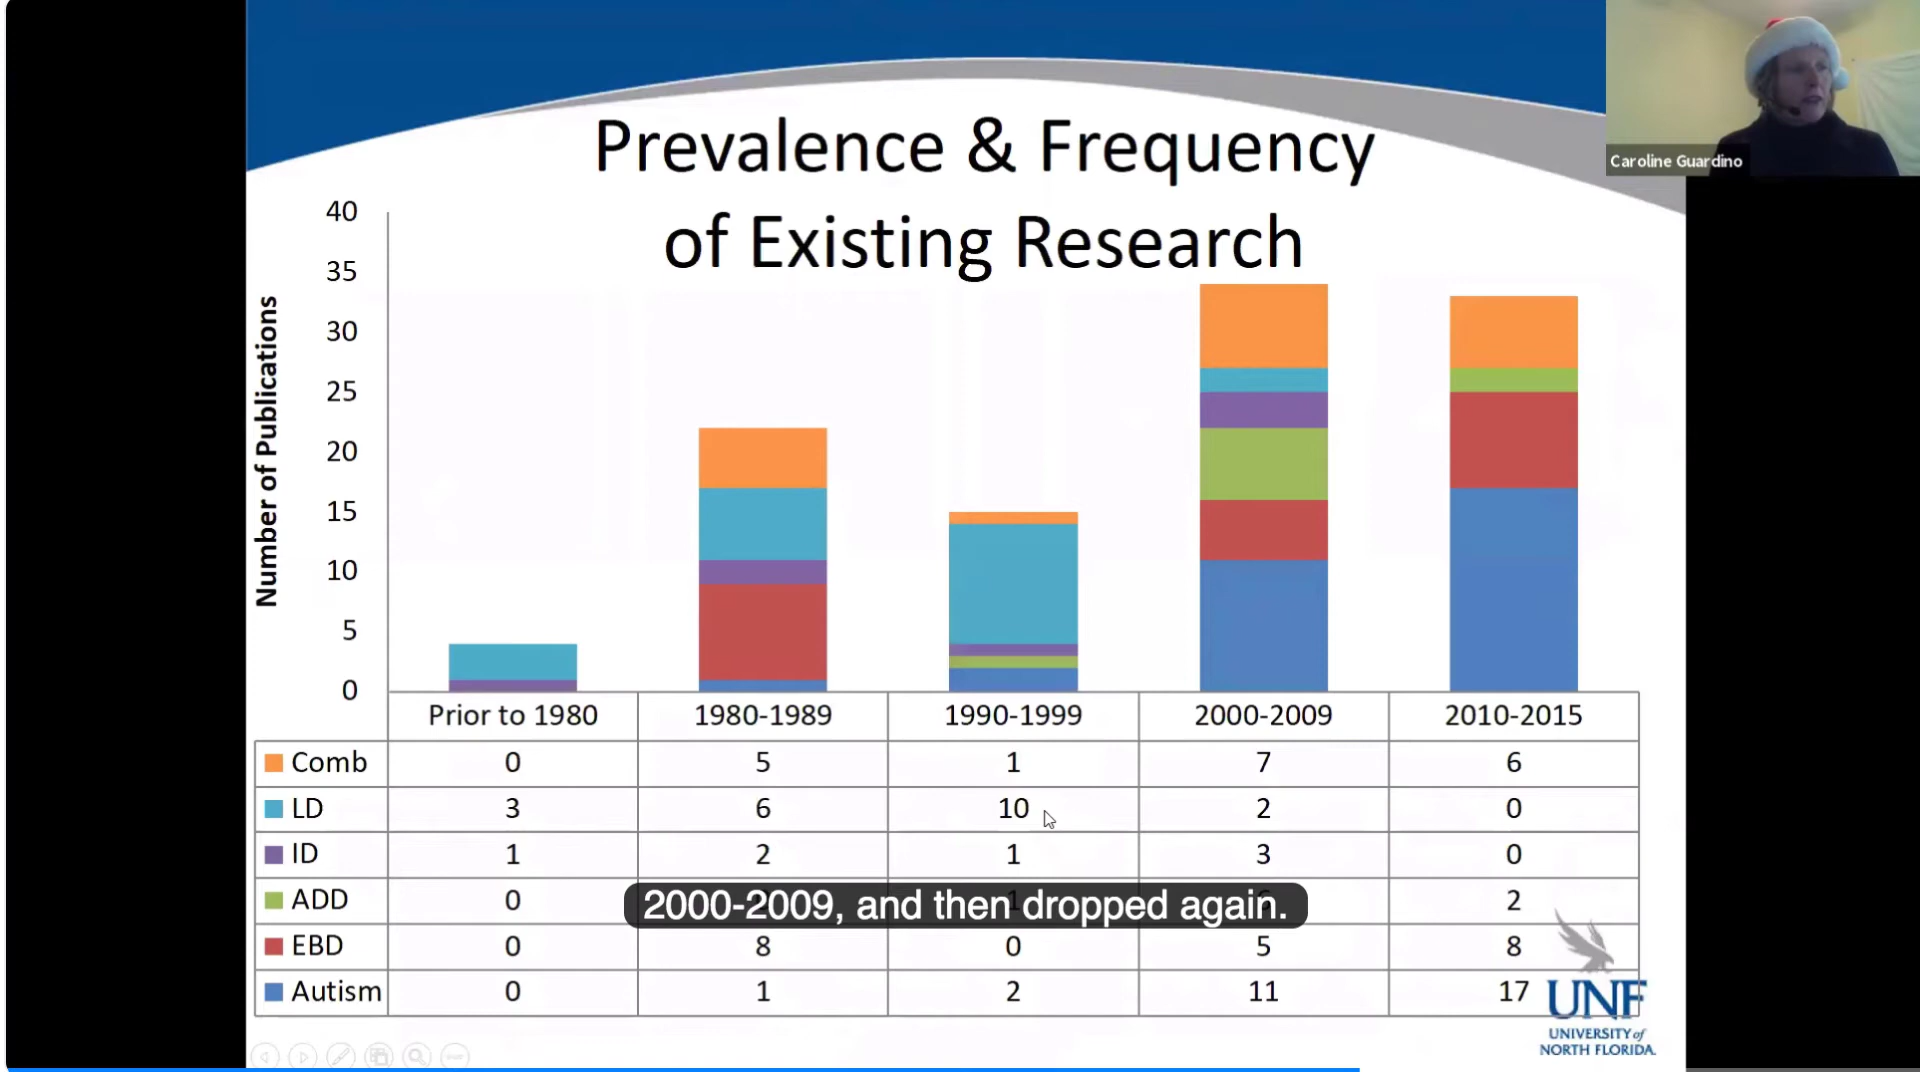 Caroline Guardino
Prevalence & Frequency
of Existing Research
Number of Publications
40
35
30
25
20
15
10
5
0
Prior to 1980 1980-1989 1990-1999 2000-2009 2010-2015
Comb 0 5 1 7 6
LD 3 6 10 2 0
ID 1 2 1 3 0
ADD 0 1 6 2
2000-2009, and then dropped again.
EBD 0 8 0 5 8
Autism 0 1 2 11 17
UNF
UNIVERSITY of
NORTH FLORIDA.